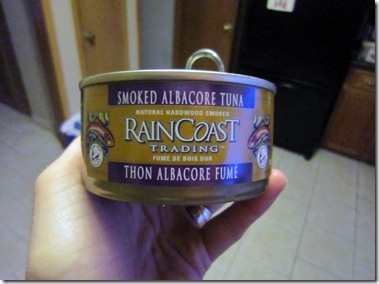 SMOKED ALBACORE TUNA
NATURAL HARDWOOD SMOKED
RAINCOAST
TRADING
FUMÉ DE BOIS DUR
THON ALBACORE FUMÉ